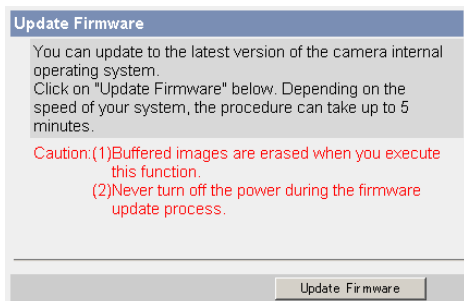 Update Firmware
You can update to the latest version of the camera internal
operating system.
Click on "Update Firmware" below. Depending on the
speed of your system, the procedure can take up to 5
minutes.
Caution:(1)Buffered images are erased when you execute
this function.
(2)Never turn off the power during the firmware
update process.
Update Firmware